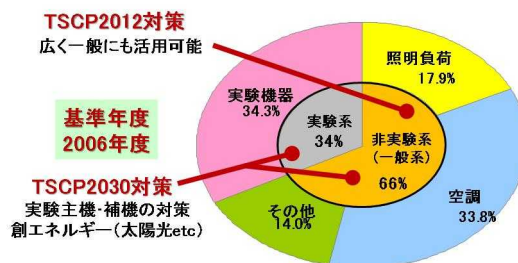 TSCP2012対策
広く一般にも活用可能
照明負荷
17.9%
実験機器
34.3%
実験系
34%
非実験系
(一般系)
66%
基準年度
2006年度
TSCP2030対策
実験主機・補機の対策
創エネルギー(太陽光etc)
その他
14.0%
空調
33.8%